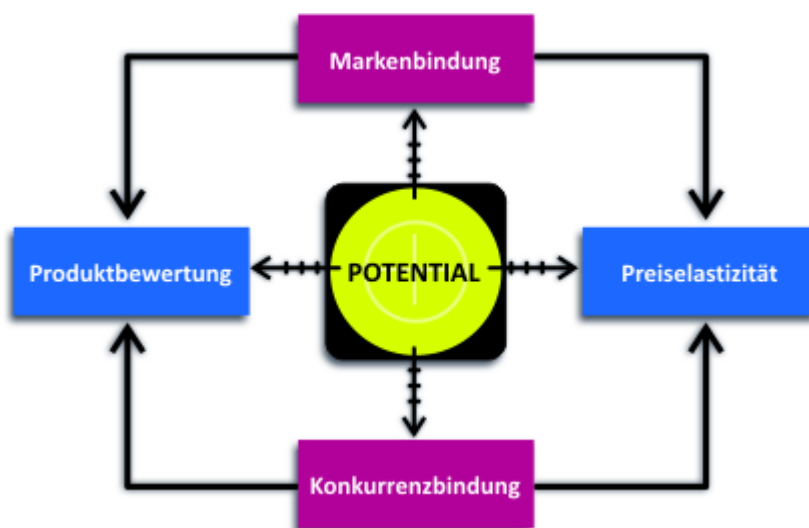 Markenbindung
Produktbewertung
POTENTIAL
Preiselastizität
Konkurrenzbindung